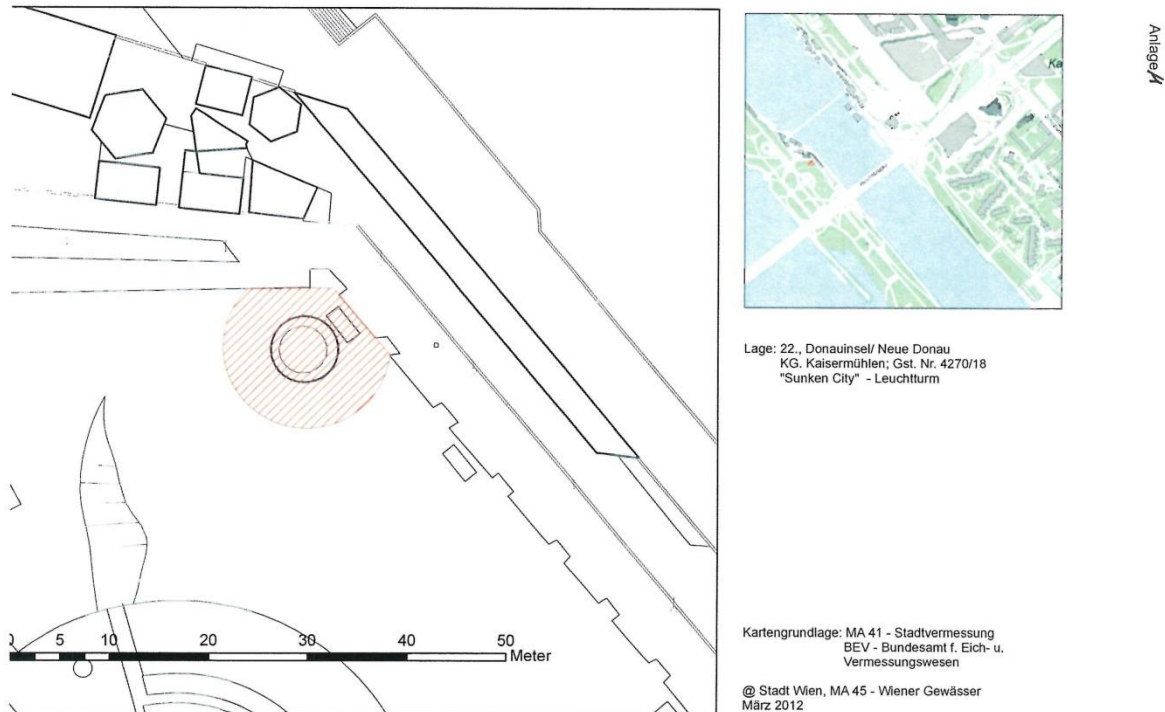 Anlage
Ka
Lage: 22., Donauinsel/ Neue Donau
KG. Kaisermühlen; Gst. Nr. 4270/18
"Sunken City" - Leuchtturm
0 5 10 20 30 40 50
Meter
Kartengrundlage: MA 41 - Stadtvermessung
BEV - Bundesamt f. Eich- u.
Vermessungswesen
@ Stadt Wien, MA 45 - Wiener Gewässer
März 2012